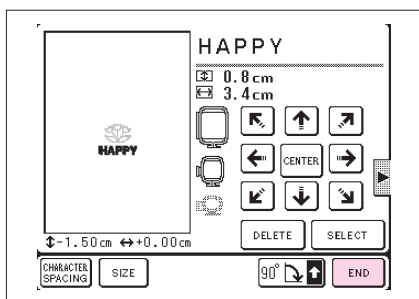 HAPPY
0.8cm
3.4cm
HAPPY
CENTER
-1.50cm +0.00cm
DELETE
SELECT
CHARACTER
SPACING
SIZE
90°
END